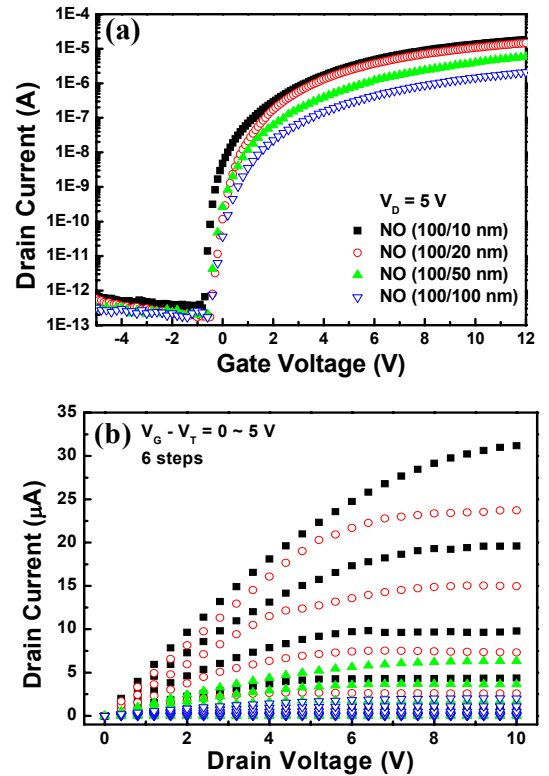 (a)
1E-4
1E-5
1E-6
1E-7
1E-8
1E-9
1E-10
1E-11
1E-12
1E-13
Drain Current (A)
V_D = 5 V
NO (100/10 nm)
NO (100/20 nm)
NO (100/50 nm)
NO (100/100 nm)
-4 -2 0 2 4 6 8 10 12
Gate Voltage (V)
(b)
V_G - V_T = 0 ~ 5 V
6 steps
35
30
25
20
15
10
5
0
Drain Current (μA)
0 2 4 6 8 10
Drain Voltage (V)